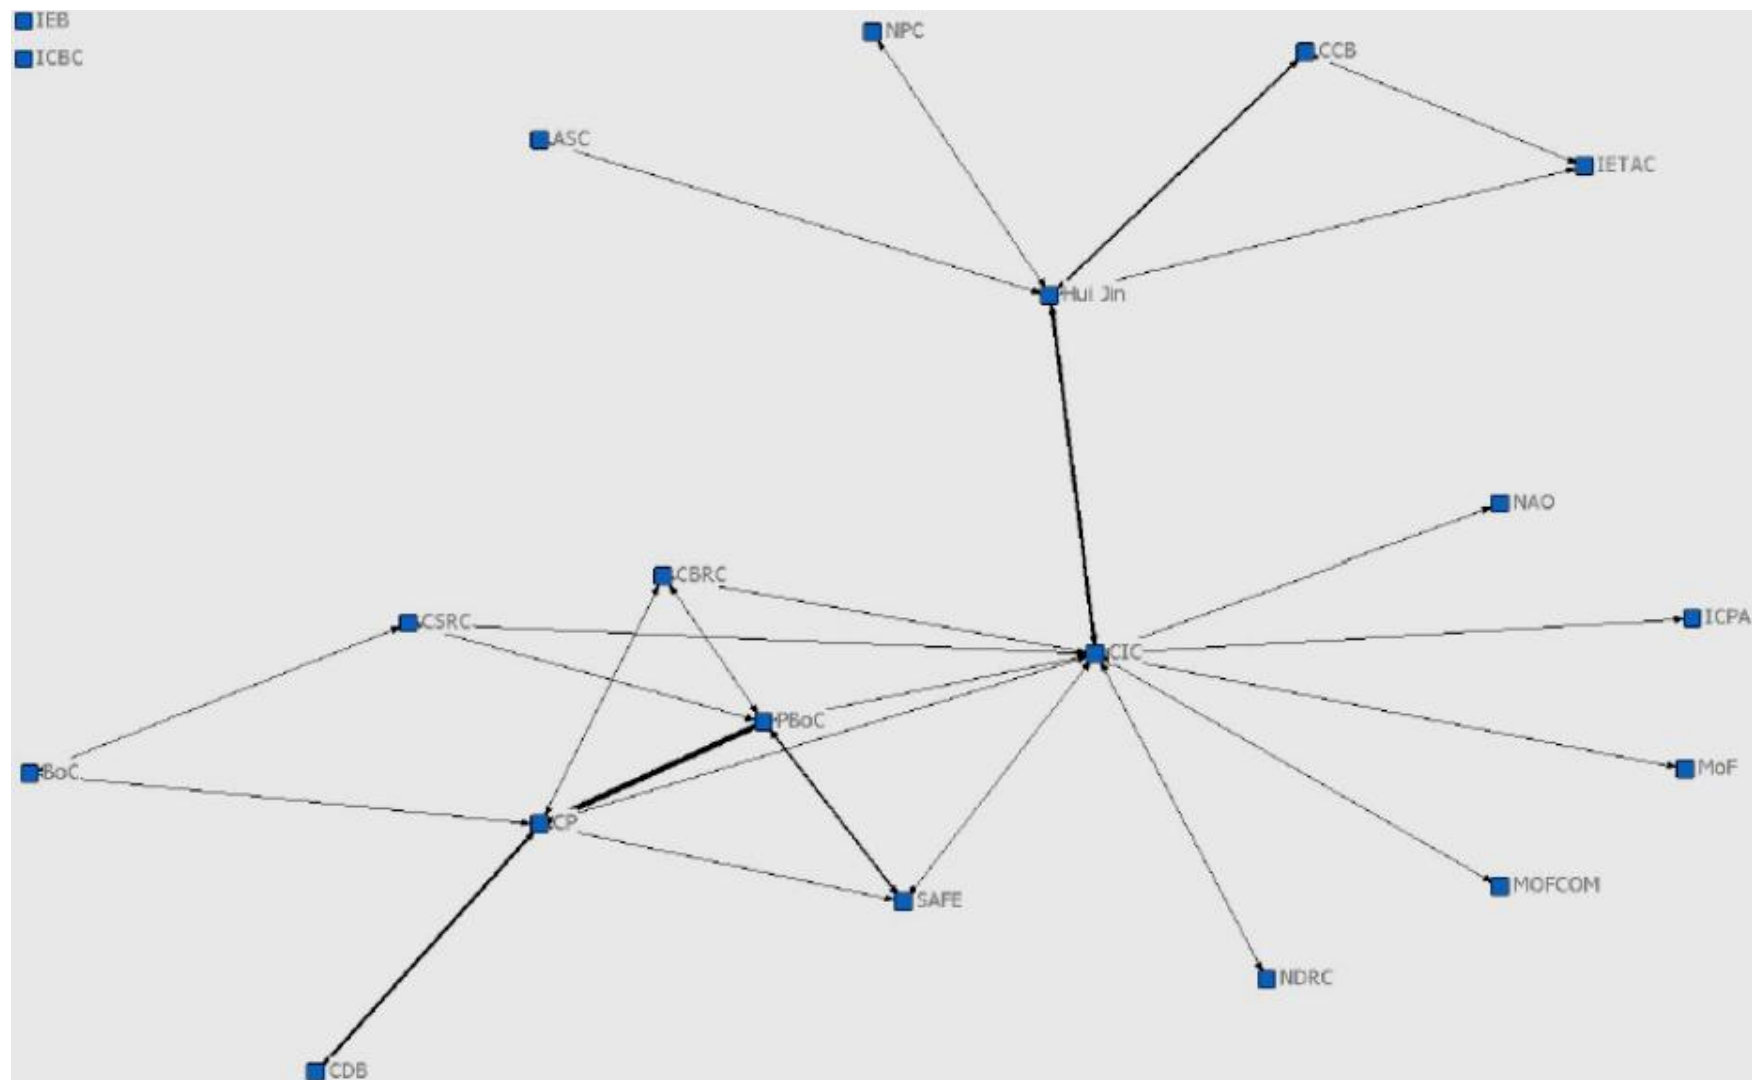 IEB
NPC
CCB
ICBC
ASC
IETAC
Hui Jin
NAO
CBRC
ICPA
CSRC
CIC
PBoC
BoC
MoF
CP
MOFCOM
SAFE
NDRC
CDB